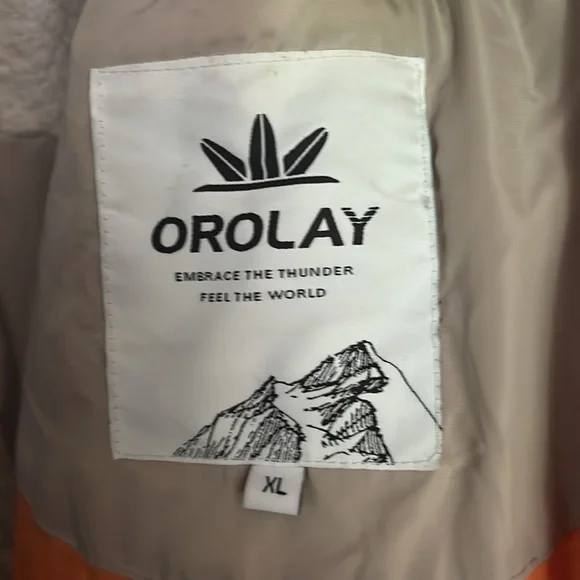 OROLAY
EMBRACE THE THUNDER
FEEL THE WORLD
XL